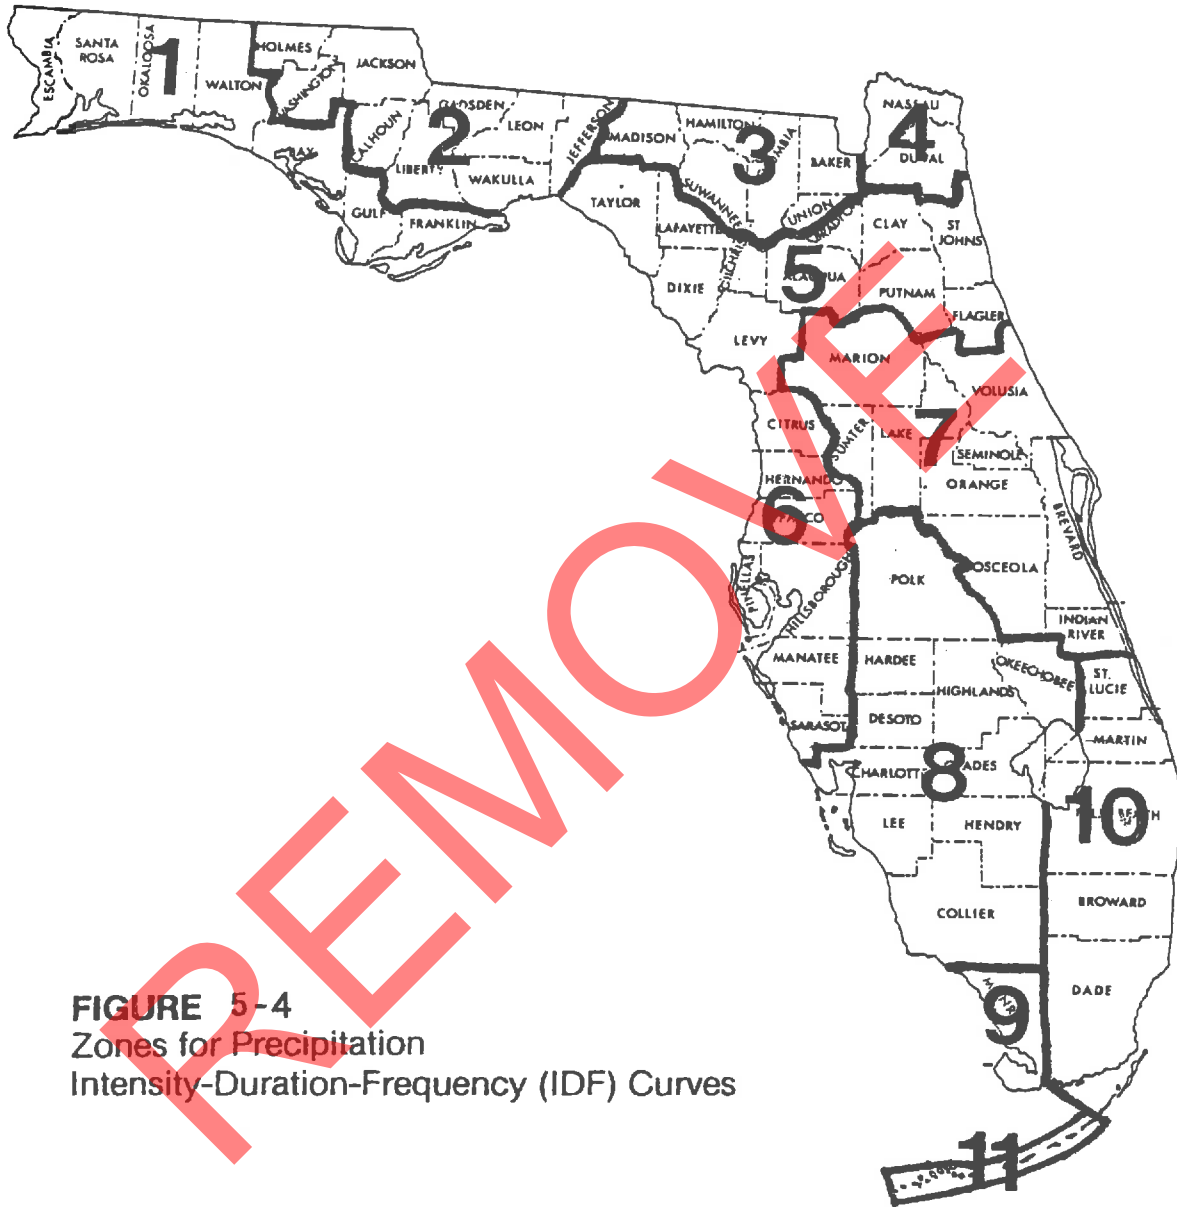 ESCAMBIA
SANTA
ROSA
OKALOOSA
1
WALTON
HOLMES
WASHINGTON
JACKSON
BAY
CALHOUN
GULF
GADSDEN
2
LIBERTY
LEON
WAKULLA
FRANKLIN
JEFFERSON
MADISON
TAYLOR
HAMILTON
3
SUWANNEE
LAFAYETTE
DIXIE
BAKER
UNION
NASSAU
4
DUVAL
CLAY
ST
JOHNS
5
PUTNAM
FLAGLER
LEVY
MARION
VOLUSIA
CITRUS
SUMTER
LAKE
7
SEMINOLE
ORANGE
HERNANDO
6
BREVARD
PINELLAS
HILLSBOROUGH
POLK
OSCEOLA
INDIAN
RIVER
MANATEE
HARDEE
OKEECHOBEE
HIGHLANDS
ST.
LUCIE
SARASOT
DESOTO
MARTIN
CHARLOTT
8
ADES
10
LEE
HENDRY
COLLIER
BROWARD
DADE
9
11
REMOVE
FIGURE 5-4
Zones for Precipitation
Intensity-Duration-Frequency (IDF) Curves